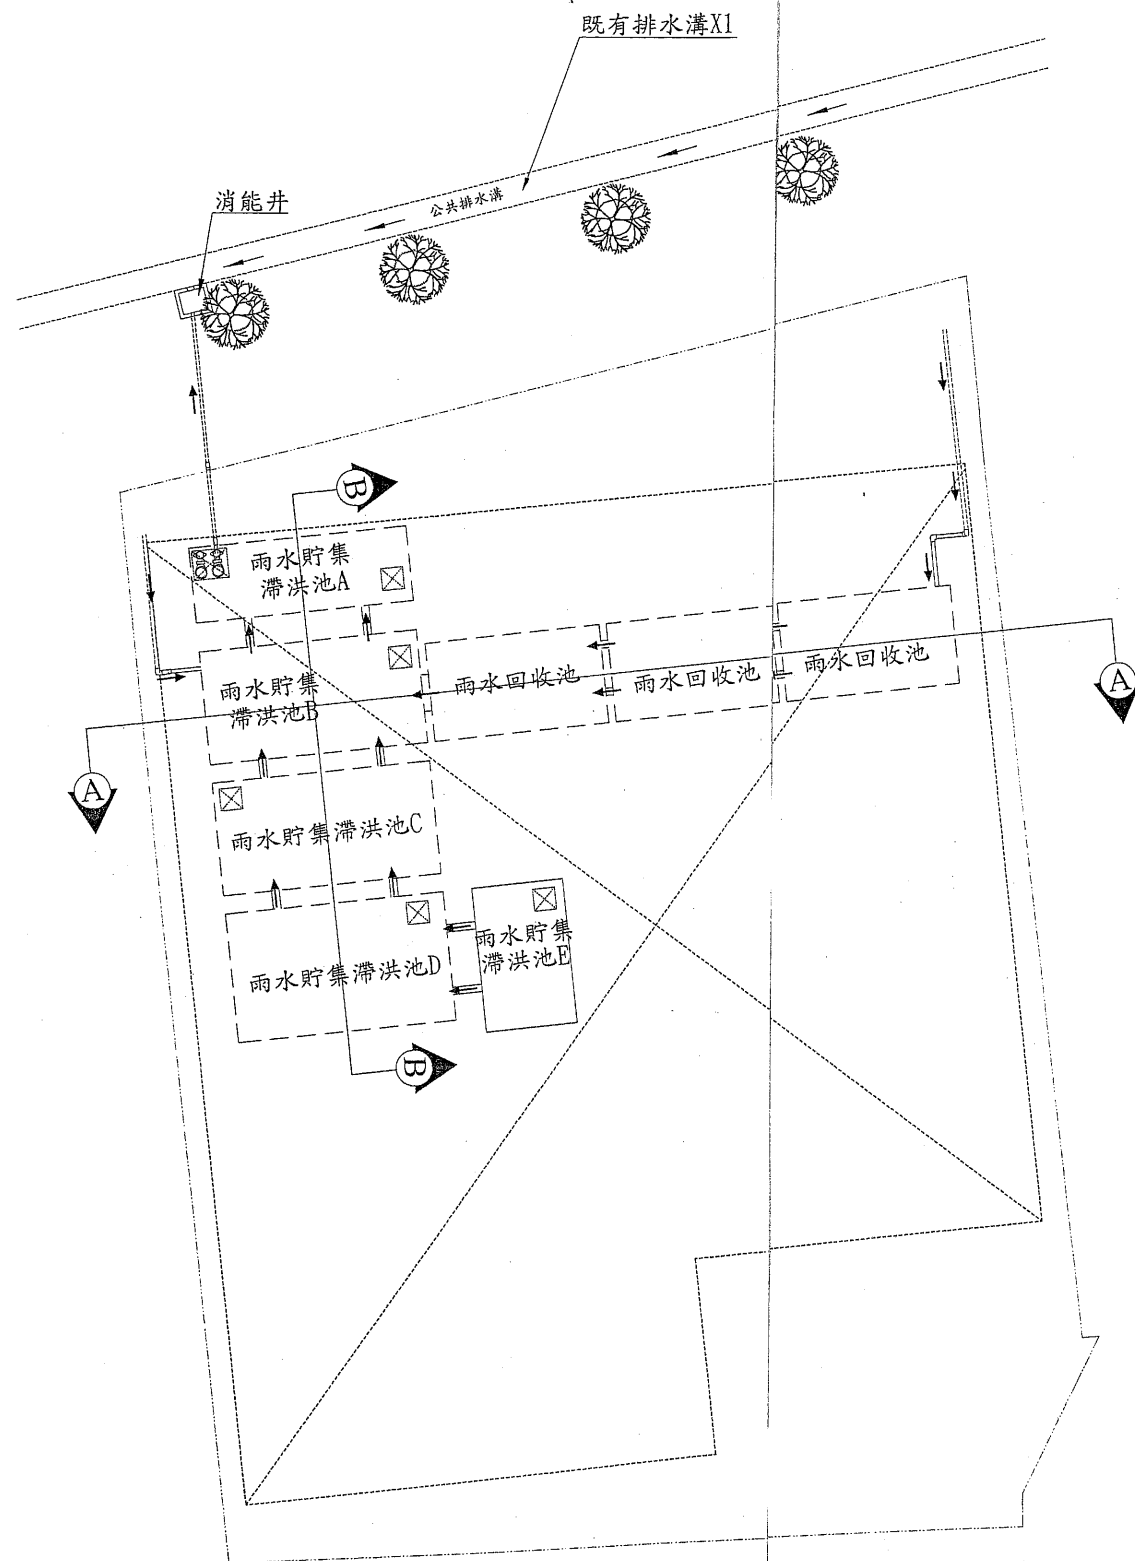 既有排水溝X1
消能井
公共排水溝
B
雨水貯集
滯洪池A
雨水貯集
滯洪池B
雨水回收池
雨水回收池
雨水回收池
A
A
雨水貯集滯洪池C
雨水貯集滯洪池D
雨水貯集
滯洪池E
B